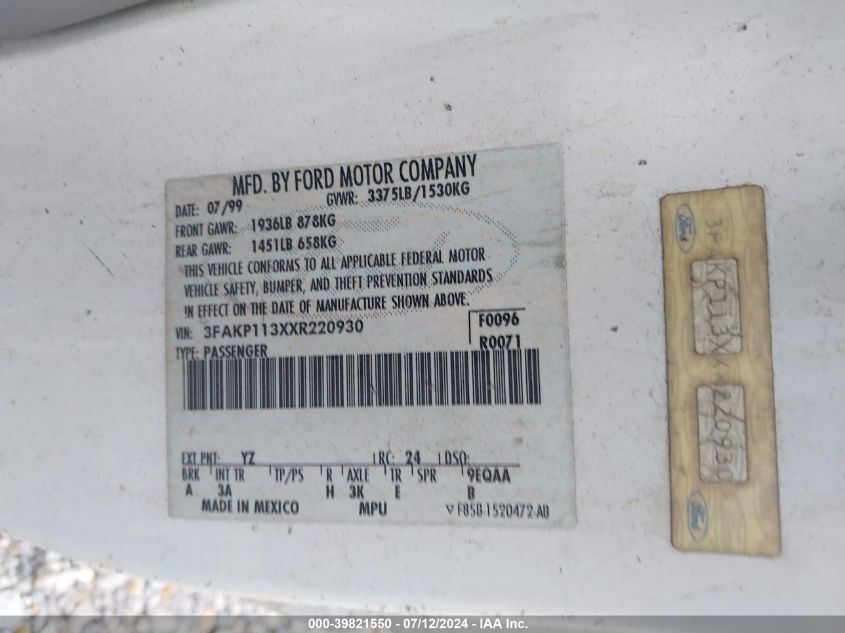 MFD. BY FORD MOTOR COMPANY
DATE: 07/99 GVWR: 3375LB/1530KG
FRONT GAWR: 1936LB 878KG
REAR GAWR: 1451LB 658KG
THIS VEHICLE CONFORMS TO ALL APPLICABLE FEDERAL MOTOR
VEHICLE SAFETY, BUMPER, AND THEFT PREVENTION STANDARDS
IN EFFECT ON THE DATE OF MANUFACTURE SHOWN ABOVE.
VIN: 3FAKP113XXR220930 F0096
TYPE: PASSENGER R0071
EXT PNT: YZ RC: 24 DSO:
BRK INT TR TP/PS R AXLE TR SPR 9EQAA
A 3A H 3K E B
MADE IN MEXICO MPU F85B-1520472-AB
Ford
3FAKP113XXR220930
Ford
000-39821550 - 07/12/2024 - IAA Inc.